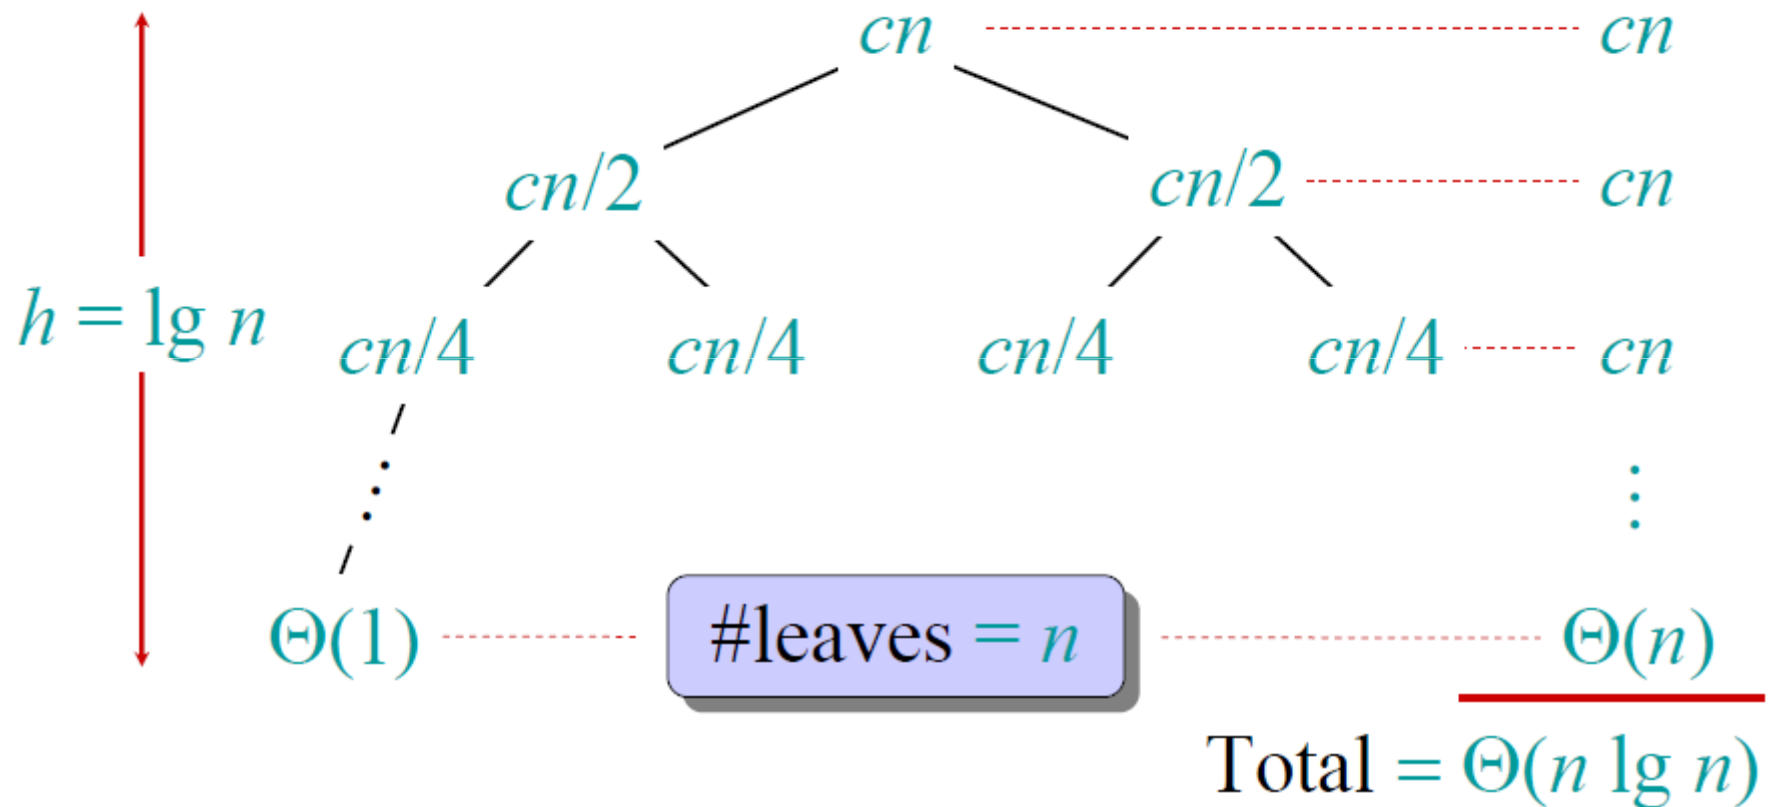 cn cn
cn/2 cn/2 cn
h = lg n cn/4 cn/4 cn/4 cn/4 cn
Θ(1) #leaves = n Θ(n)
Total = Θ(n lg n)